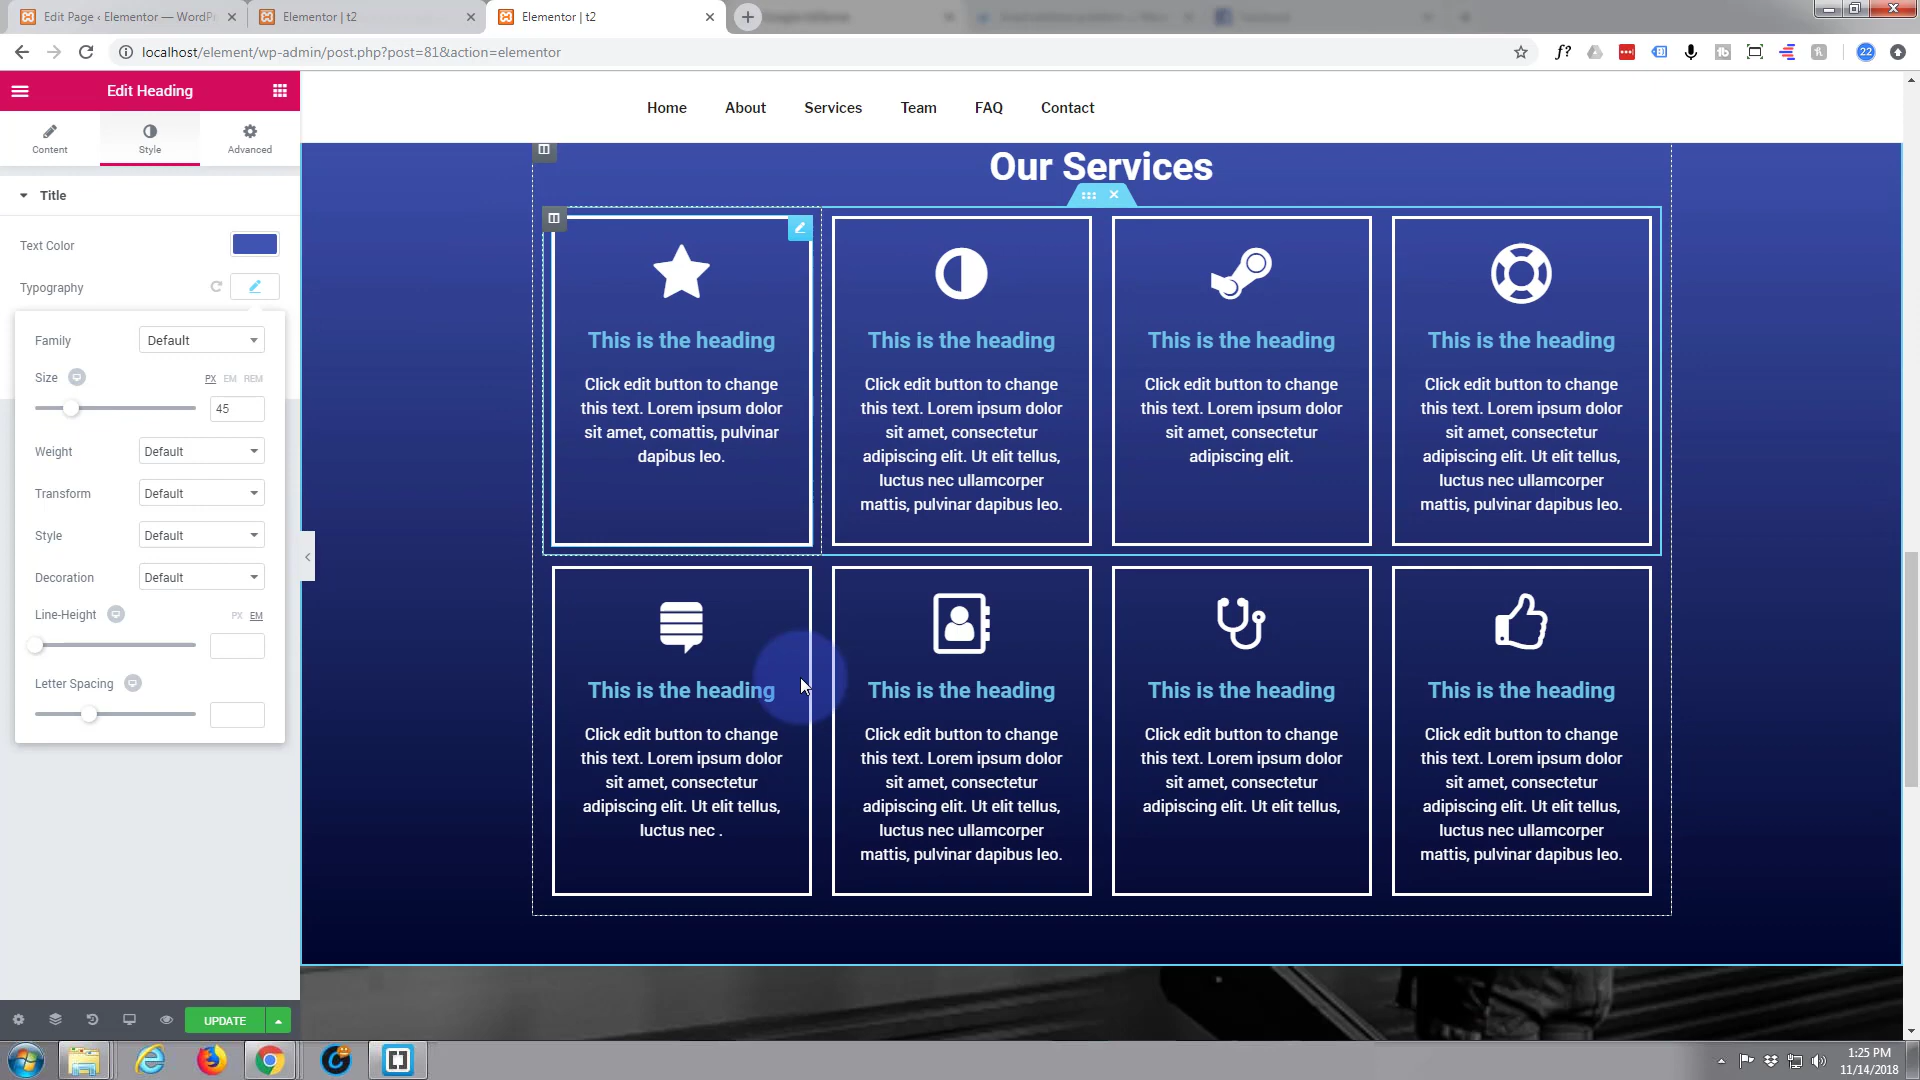 Edit Page ‹ Elementor — WordPr
Elementor | t2
Elementor | t2
localhost/element/wp-admin/post.php?post=81&action=elementor
f?
22
Edit Heading
Content
Style
Advanced
Title
Text Color
Typography
Family
Default
Size
PX EM REM
45
Weight
Default
Transform
Default
Style
Default
Decoration
Default
Line-Height
PX EM
Letter Spacing
UPDATE
Home
About
Services
Team
FAQ
Contact
Our Services
This is the heading
Click edit button to change
this text. Lorem ipsum dolor
sit amet, comattis, pulvinar
dapibus leo.
This is the heading
Click edit button to change
this text. Lorem ipsum dolor
sit amet, consectetur
adipiscing elit. Ut elit tellus,
luctus nec ullamcorper
mattis, pulvinar dapibus leo.
This is the heading
Click edit button to change
this text. Lorem ipsum dolor
sit amet, consectetur
adipiscing elit.
This is the heading
Click edit button to change
this text. Lorem ipsum dolor
sit amet, consectetur
adipiscing elit. Ut elit tellus,
luctus nec ullamcorper
mattis, pulvinar dapibus leo.
This is the heading
Click edit button to change
this text. Lorem ipsum dolor
sit amet, consectetur
adipiscing elit. Ut elit tellus,
luctus nec .
This is the heading
Click edit button to change
this text. Lorem ipsum dolor
sit amet, consectetur
adipiscing elit. Ut elit tellus,
luctus nec ullamcorper
mattis, pulvinar dapibus leo.
This is the heading
Click edit button to change
this text. Lorem ipsum dolor
sit amet, consectetur
adipiscing elit. Ut elit tellus,
This is the heading
Click edit button to change
this text. Lorem ipsum dolor
sit amet, consectetur
adipiscing elit. Ut elit tellus,
luctus nec ullamcorper
mattis, pulvinar dapibus leo.
1:25 PM
11/14/2018